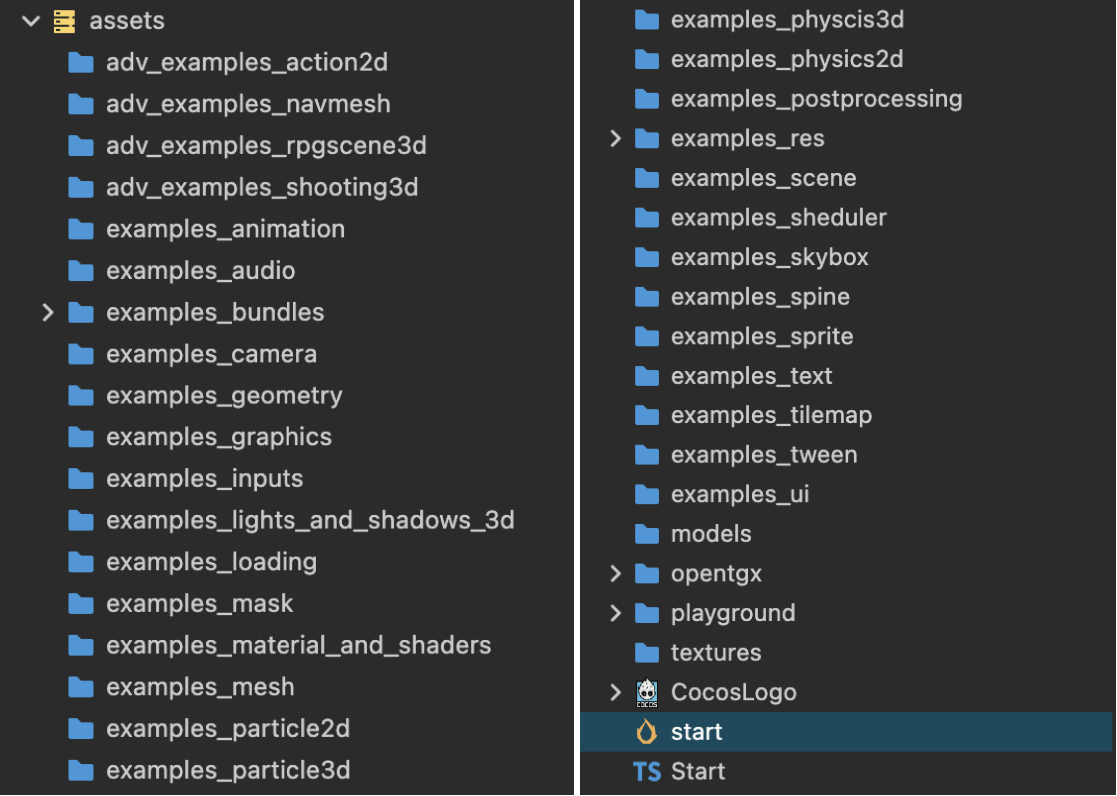 assets
adv_examples_action2d
adv_examples_navmesh
adv_examples_rpgscene3d
adv_examples_shooting3d
examples_animation
examples_audio
examples_bundles
examples_camera
examples_geometry
examples_graphics
examples_inputs
examples_lights_and_shadows_3d
examples_loading
examples_mask
examples_material_and_shaders
examples_mesh
examples_particle2d
examples_particle3d
examples_physcis3d
examples_physics2d
examples_postprocessing
examples_res
examples_scene
examples_sheduler
examples_skybox
examples_spine
examples_sprite
examples_text
examples_tilemap
examples_tween
examples_ui
models
opentgx
playground
textures
COCOS CocosLogo
start
TS Start